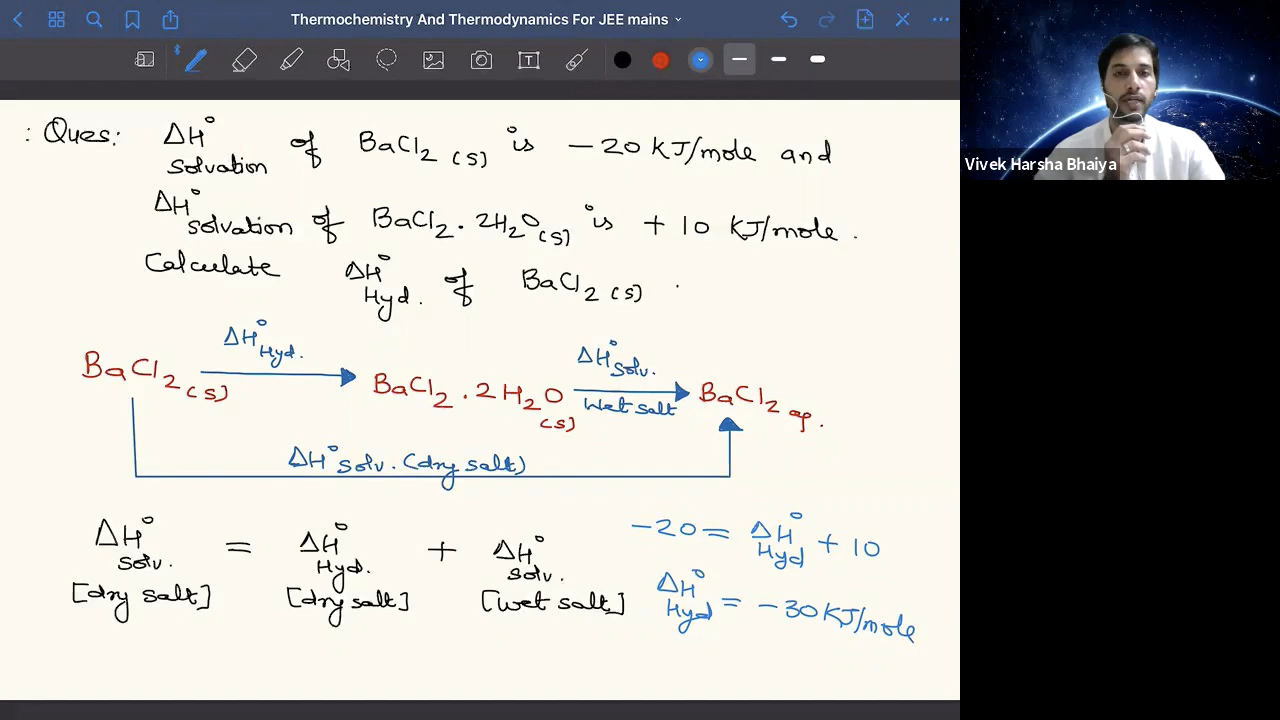 Thermochemistry And Thermodynamics For JEE mains
Vivek Harsha Bhaiya
: Ques: ΔH° solvation of BaCl2 (s) is - 20 KJ/mole and
ΔH° solvation of BaCl2 . 2H2O (s) is + 10 KJ/mole .
Calculate ΔH° Hyd. of BaCl2 (s) .
BaCl2 (s) ΔH° Hyd. BaCl2 . 2H2O (s) ΔH° solv. Wet salt BaCl2 aq.
ΔH° solv. (dry salt)
ΔH° solv. [dry salt] = ΔH° Hyd. [dry salt] + ΔH° solv. [wet salt]
-20 = ΔH° Hyd + 10
ΔH° Hyd = -30 KJ/mole